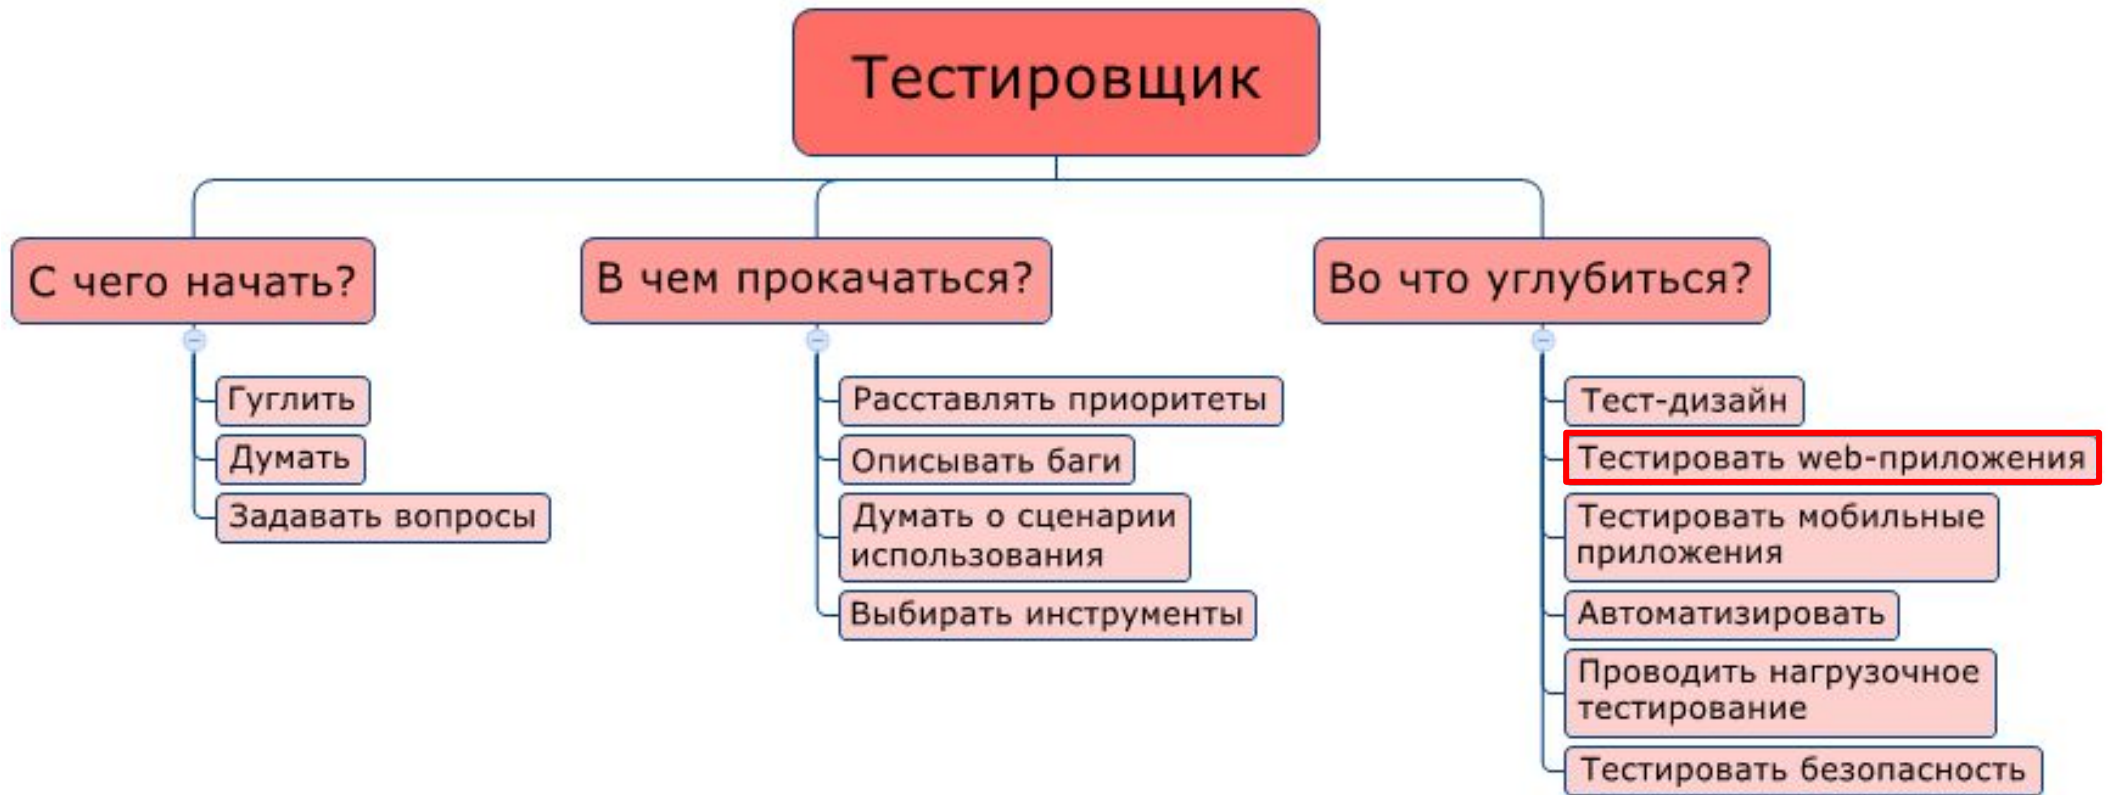 Тестировщик
С чего начать?
Гуглить
Думать
Задавать вопросы
В чем прокачаться?
Расставлять приоритеты
Описывать баги
Думать о сценарии
использования
Выбирать инструменты
Во что углубиться?
Тест-дизайн
Тестировать web-приложения
Тестировать мобильные
приложения
Автоматизировать
Проводить нагрузочное
тестирование
Тестировать безопасность